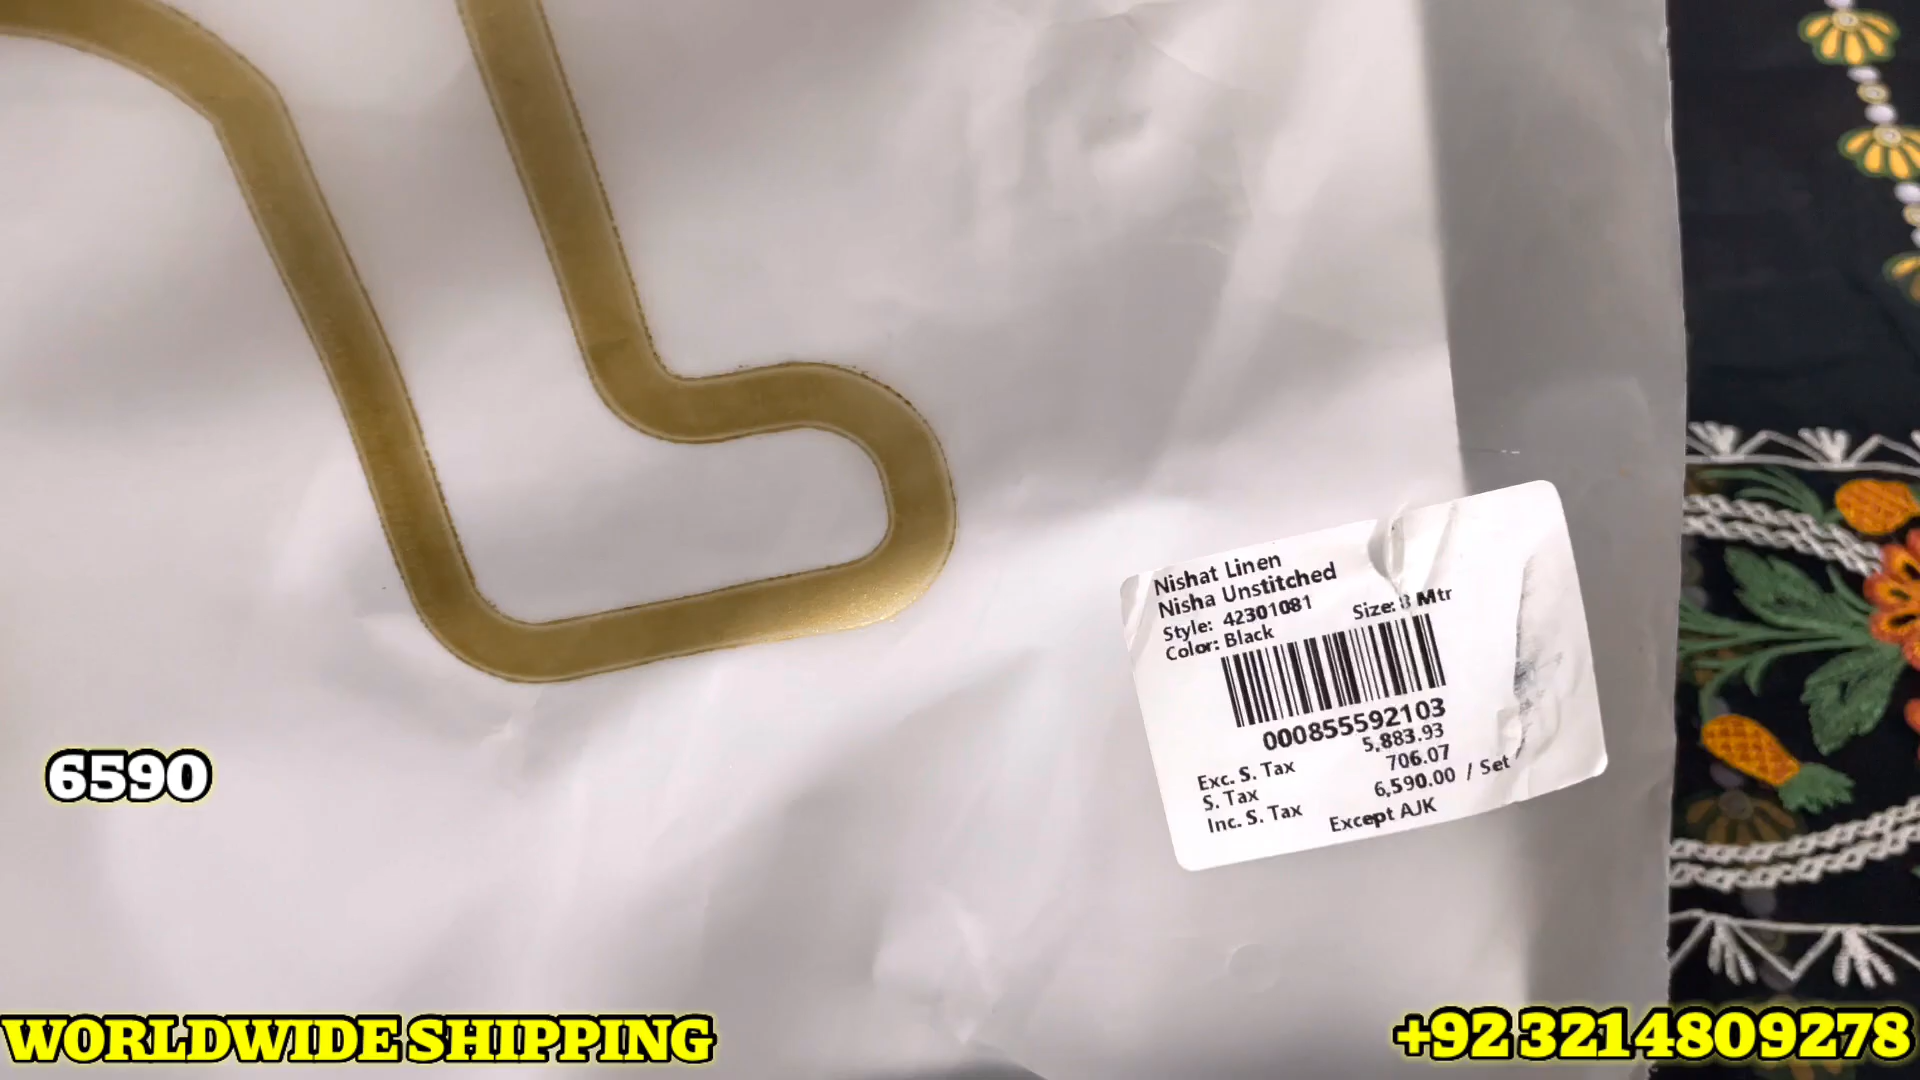 Nishat Linen
Nisha Unstitched
Style: 42301081 Size: 8 Mtr
Color: Black
000855592103
5,883.93
Exc. S. Tax 706.07
S. Tax 6,590.00 / Set
Inc. S. Tax Except AJK
6590
WORLDWIDE SHIPPING
+92 3214809278